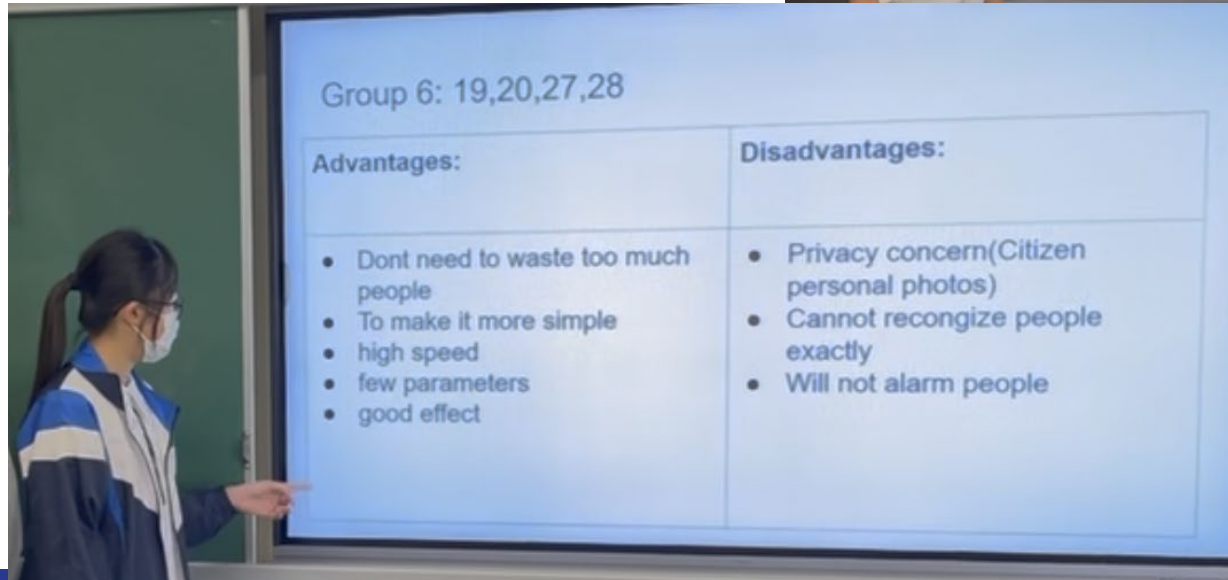 Group 6: 19,20,27,28
Advantages:
Disadvantages:
• Dont need to waste too much
people
• To make it more simple
• high speed
• few parameters
• good effect
• Privacy concern(Citizen
personal photos)
• Cannot recongize people
exactly
• Will not alarm people